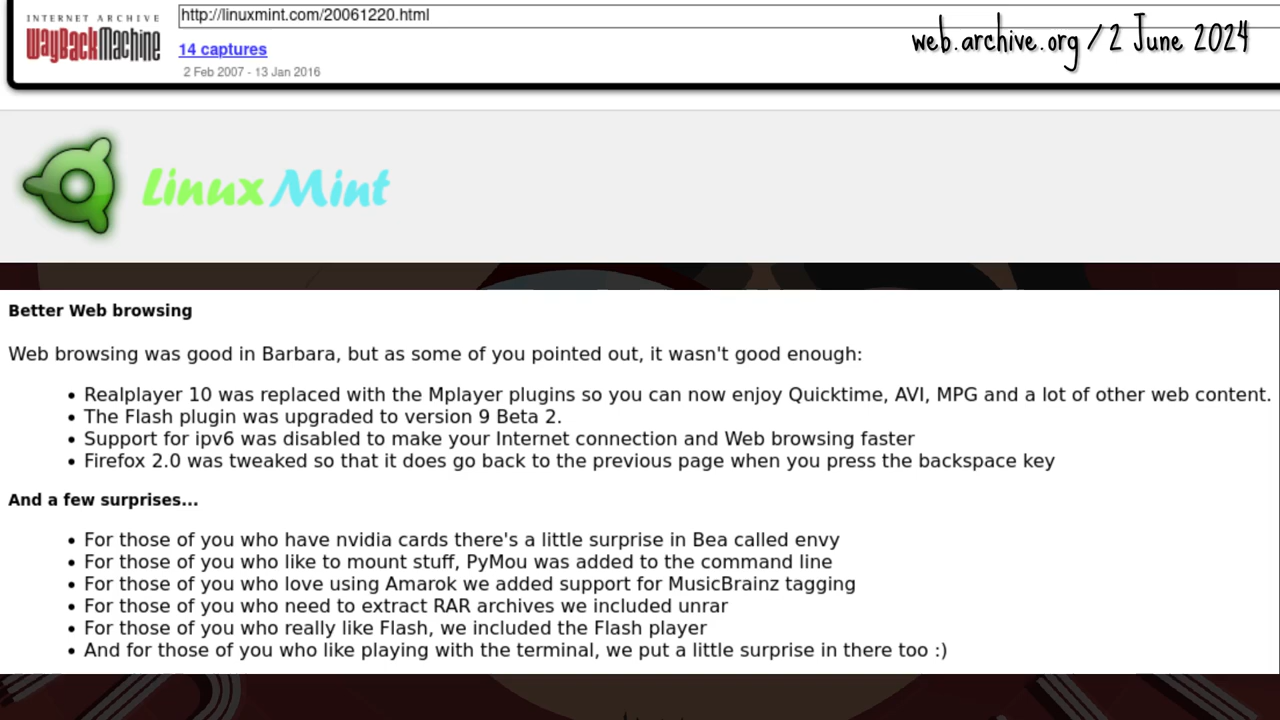 INTERNET ARCHIVE
WayBackMachine
http://linuxmint.com/20061220.html
14 captures
2 Feb 2007 - 13 Jan 2016
web.archive.org / 2 June 2024
Linux Mint
Better Web browsing
Web browsing was good in Barbara, but as some of you pointed out, it wasn't good enough:
• Realplayer 10 was replaced with the Mplayer plugins so you can now enjoy Quicktime, AVI, MPG and a lot of other web content.
• The Flash plugin was upgraded to version 9 Beta 2.
• Support for ipv6 was disabled to make your Internet connection and Web browsing faster
• Firefox 2.0 was tweaked so that it does go back to the previous page when you press the backspace key
And a few surprises...
• For those of you who have nvidia cards there's a little surprise in Bea called envy
• For those of you who like to mount stuff, PyMou was added to the command line
• For those of you who love using Amarok we added support for MusicBrainz tagging
• For those of you who need to extract RAR archives we included unrar
• For those of you who really like Flash, we included the Flash player
• And for those of you who like playing with the terminal, we put a little surprise in there too :)